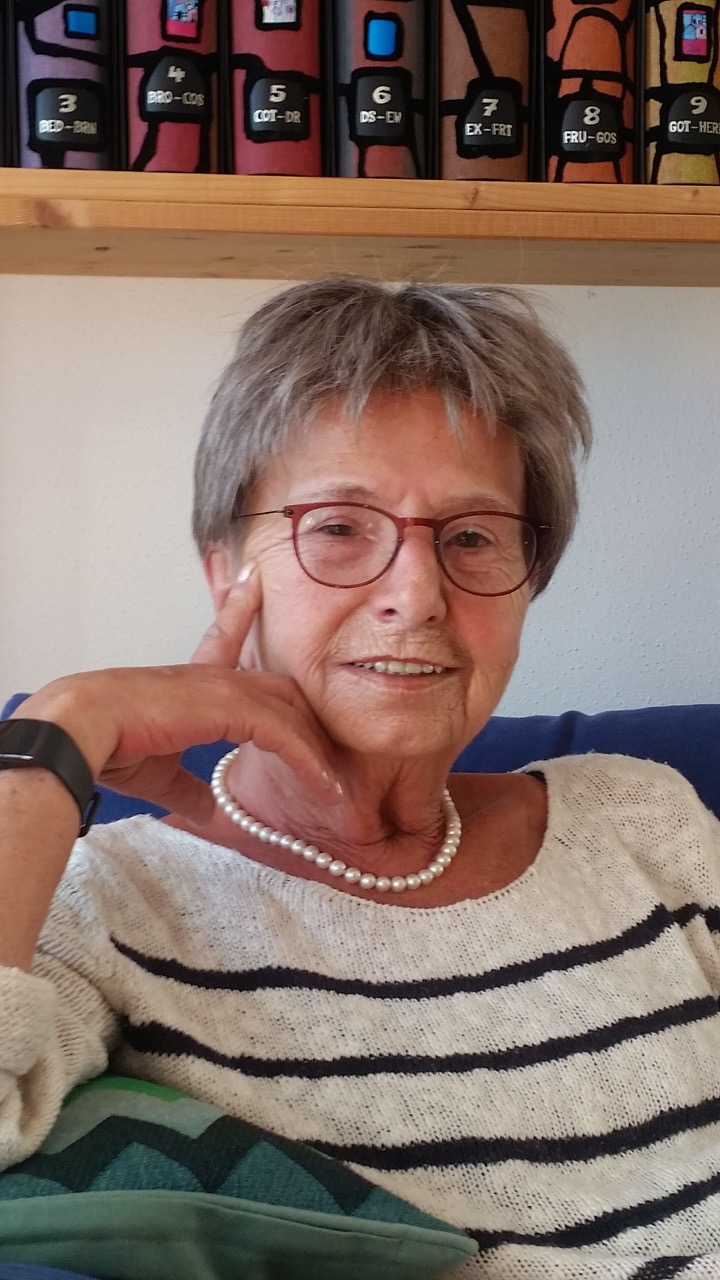 3
BED-BRN
4
BRO-COS
5
COT-DR
6
DS-EW
7
EX-FRT
8
FRU-GOS
9
GOT-HER